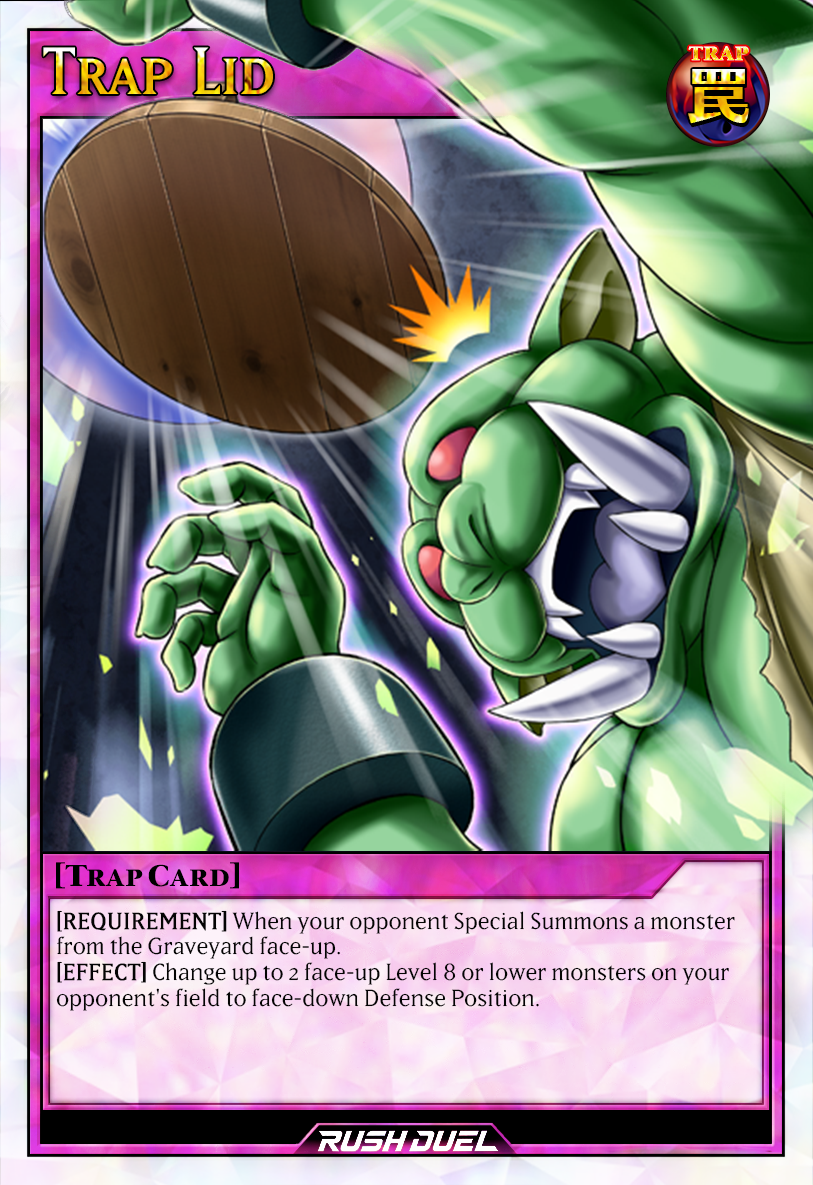 Trap Lid
TRAP
罠
[Trap Card]
[REQUIREMENT] When your opponent Special Summons a monster
from the Graveyard face-up.
[EFFECT] Change up to 2 face-up Level 8 or lower monsters on your
opponent's field to face-down Defense Position.
RUSH DUEL